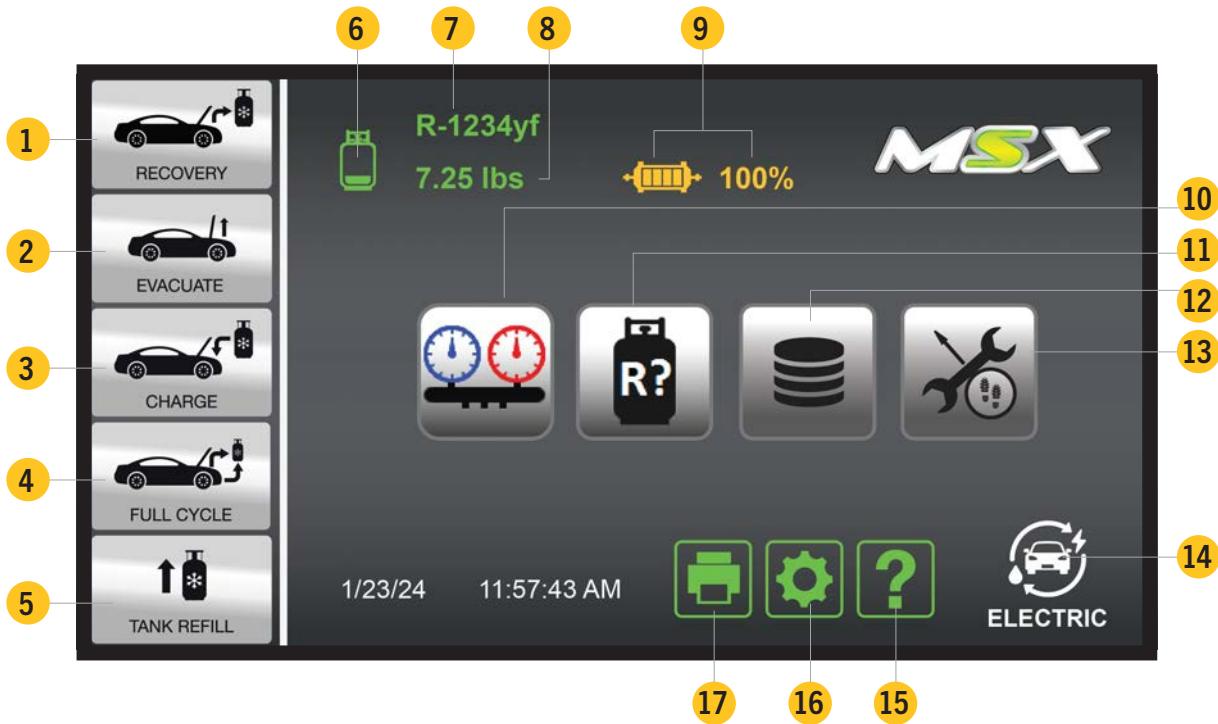 6
7
8
9
1
RECOVERY
R-1234yf
7.25 lbs
100%
MSX
10
2
EVACUATE
11
12
3
CHARGE
R?
13
4
FULL CYCLE
14
5
TANK REFILL
1/23/24 11:57:43 AM
?
ELECTRIC
17
16
15